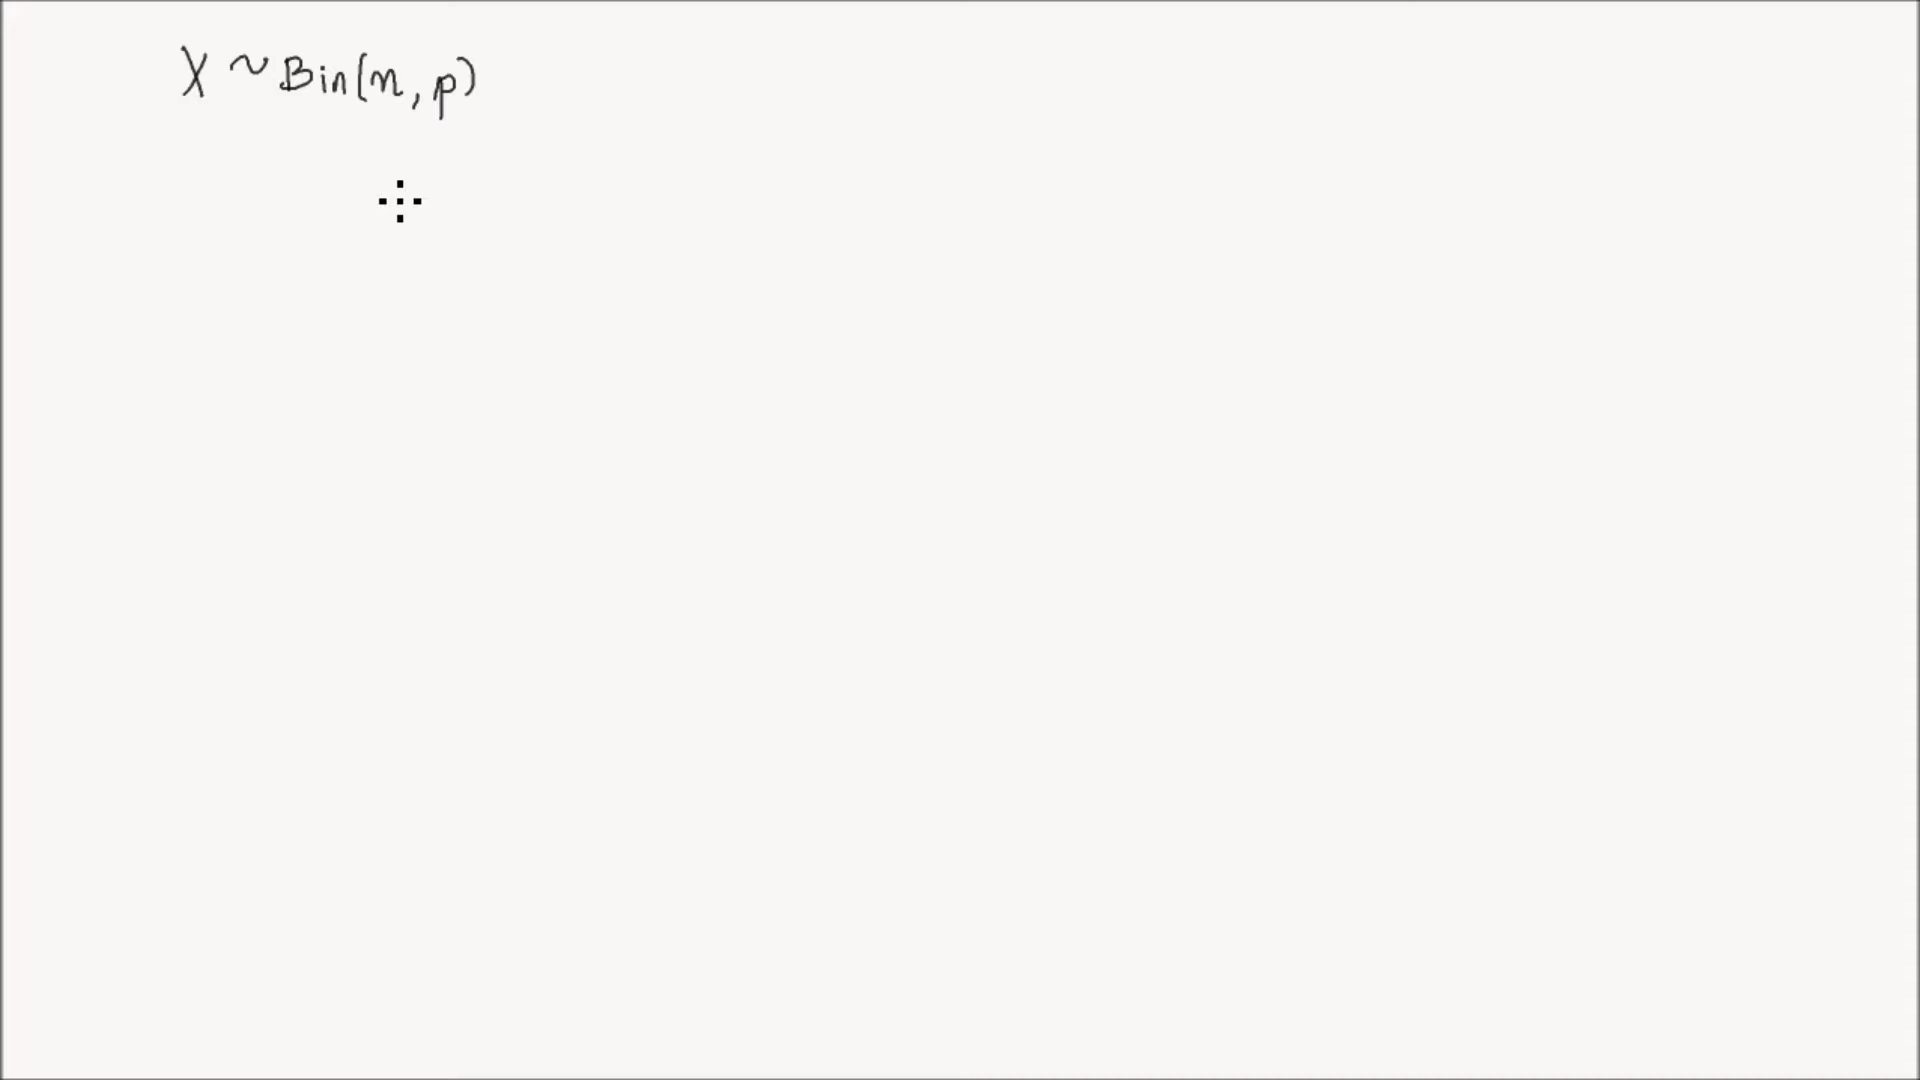 X ~ Bin(n, p)